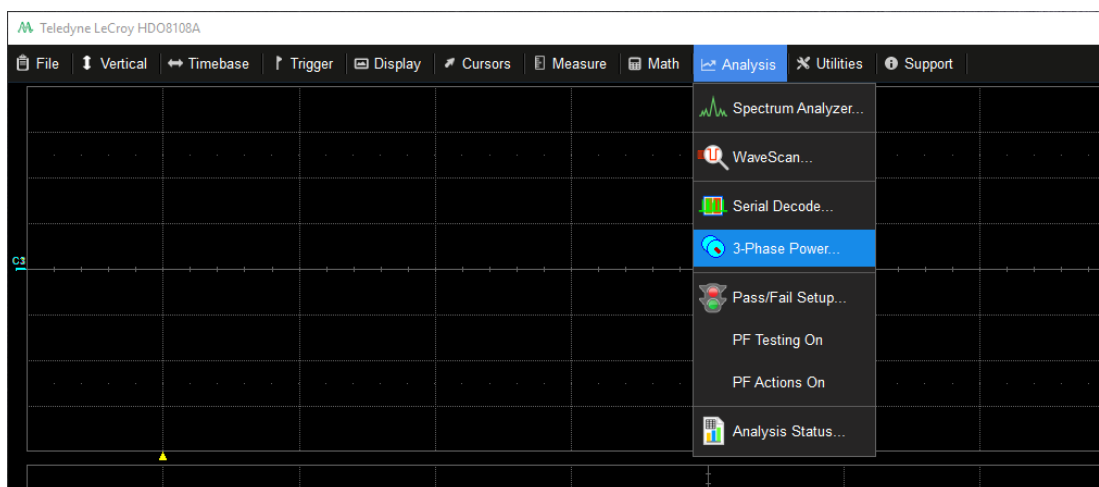 Teledyne LeCroy HDO8108A
File Vertical Timebase Trigger Display Cursors Measure Math Analysis Utilities Support
Spectrum Analyzer...
WaveScan...
Serial Decode...
3-Phase Power...
C3
Pass/Fail Setup...
PF Testing On
PF Actions On
Analysis Status...